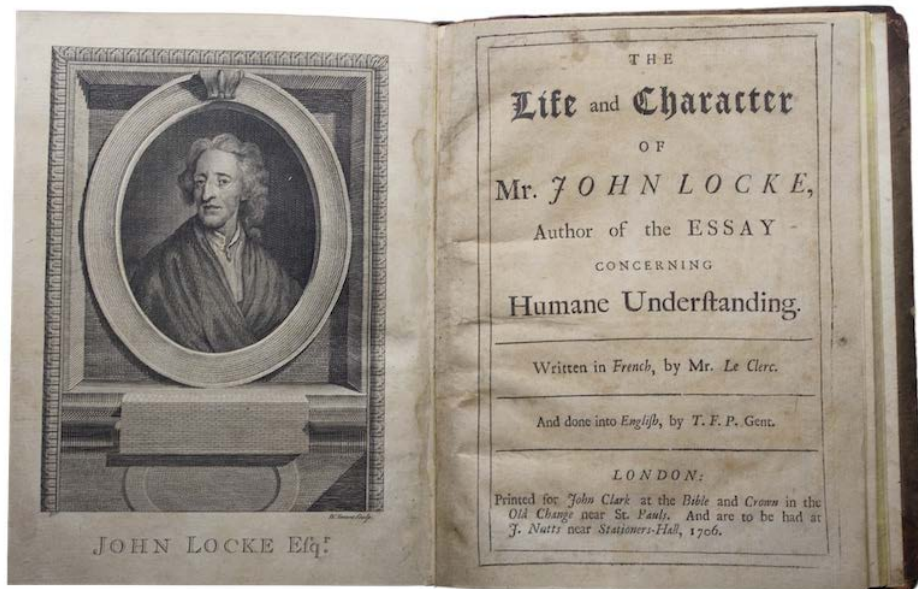 JOHN LOCKE Eſqr.
THE
Life and Character
OF
Mr. JOHN LOCKE,
Author of the ESSAY
CONCERNING
Humane Underſtanding.
Written in French, by Mr. Le Clerc.
And done into Engliſh, by T. F. P. Gent.
LONDON:
Printed for John Clark at the Bible and Crown in the
Old Change near St. Pauls. And are to be had at
J. Nutts near Stationers-Hall, 1706.